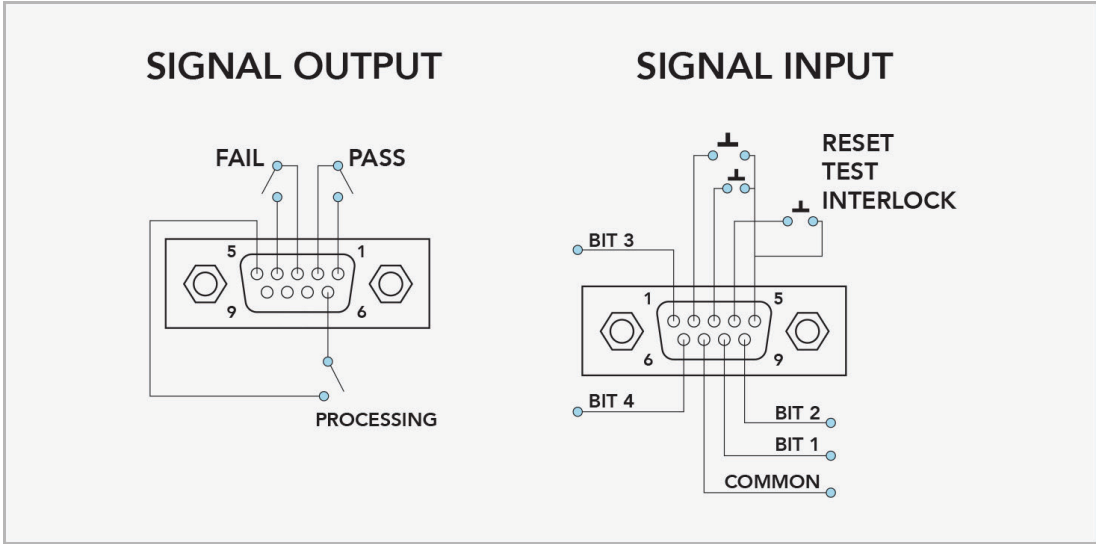 SIGNAL OUTPUT
FAIL
PASS
5
1
9
6
PROCESSING
SIGNAL INPUT
RESET
TEST
INTERLOCK
BIT 3
1
5
6
9
BIT 4
BIT 2
BIT 1
COMMON